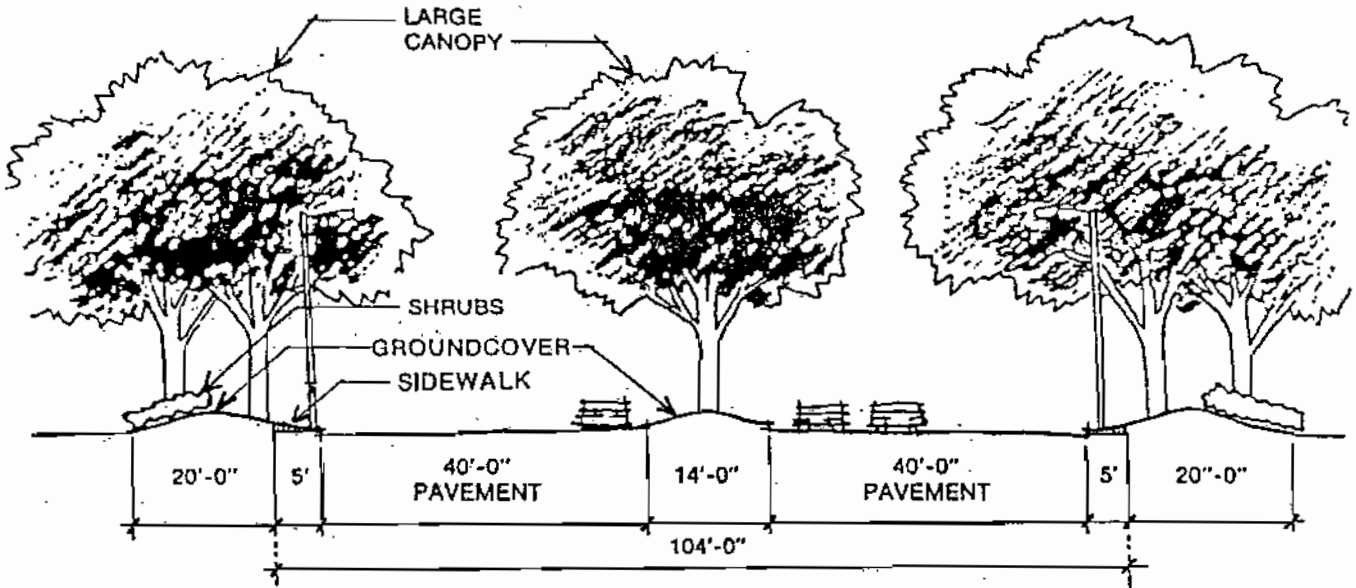 LARGE
CANOPY
SHRUBS
GROUNDCOVER
SIDEWALK
20'-0" 5' 40'-0" 14'-0" 40'-0" 5' 20"-0"
PAVEMENT PAVEMENT
104'-0"